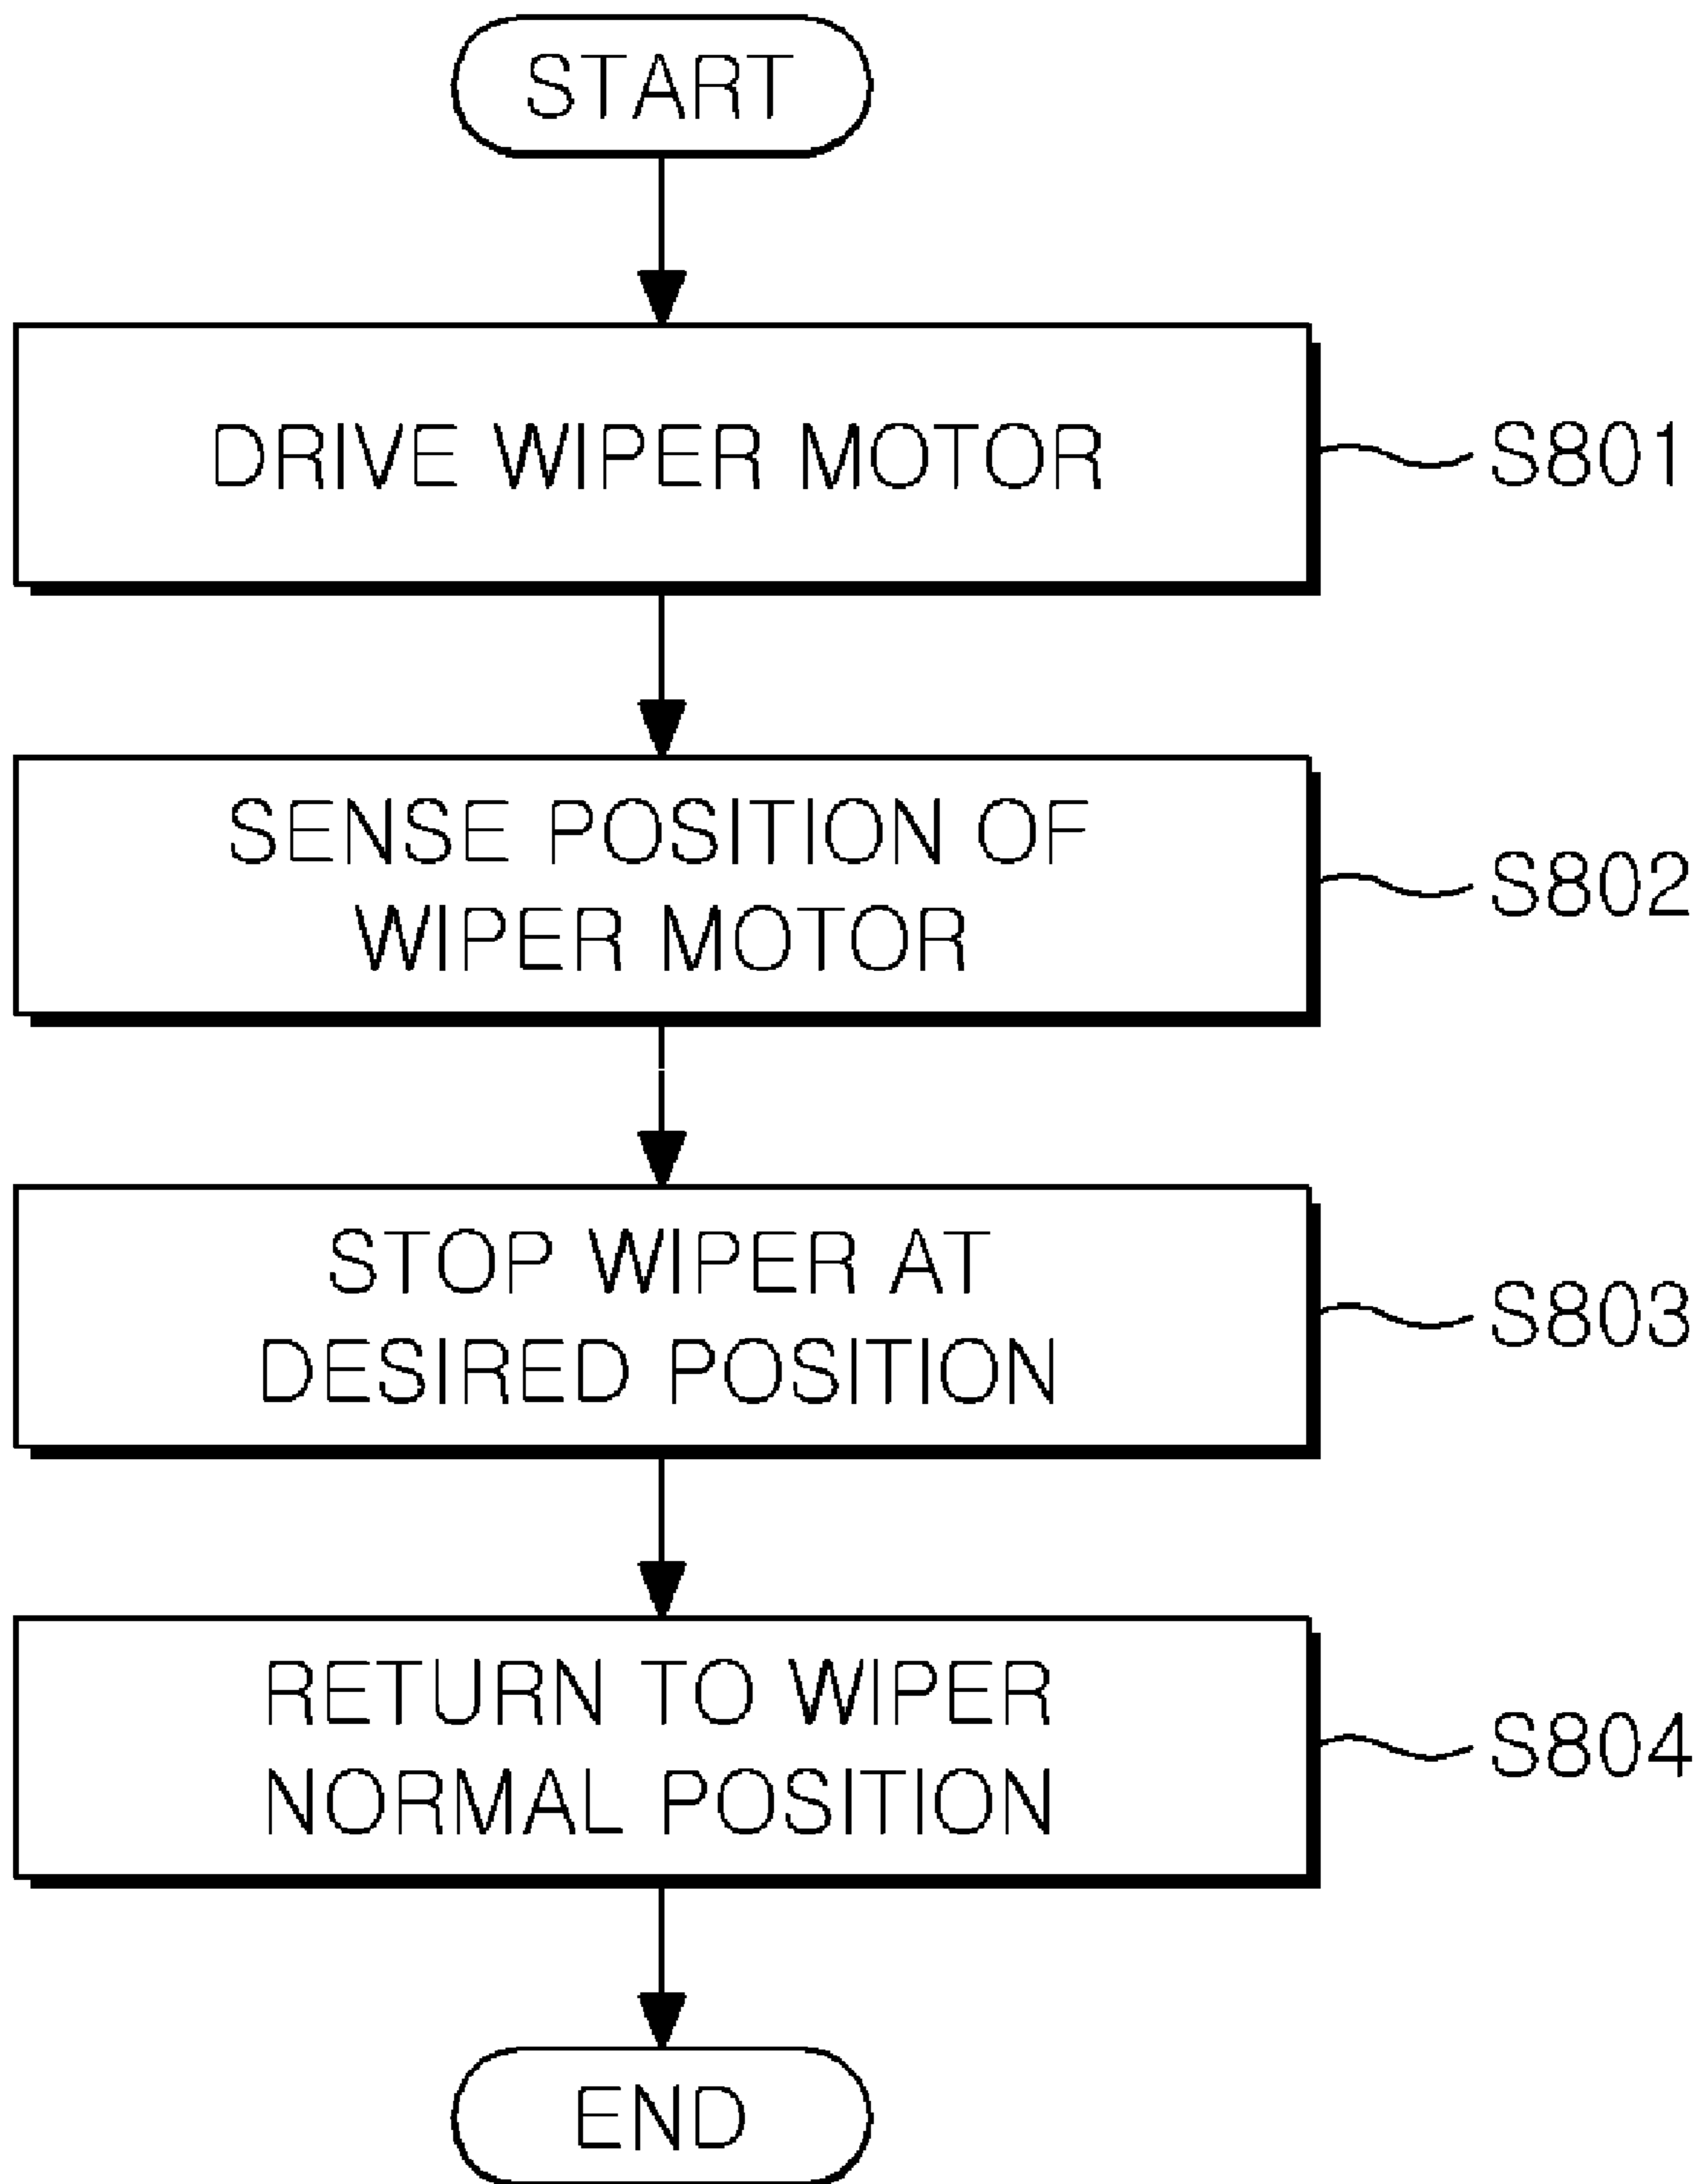 START
DRIVE WIPER MOTOR
S801
SENSE POSITION OF
WIPER MOTOR
S802
STOP WIPER AT
DESIRED POSITION
S803
RETURN TO WIPER
NORMAL POSITION
S804
END